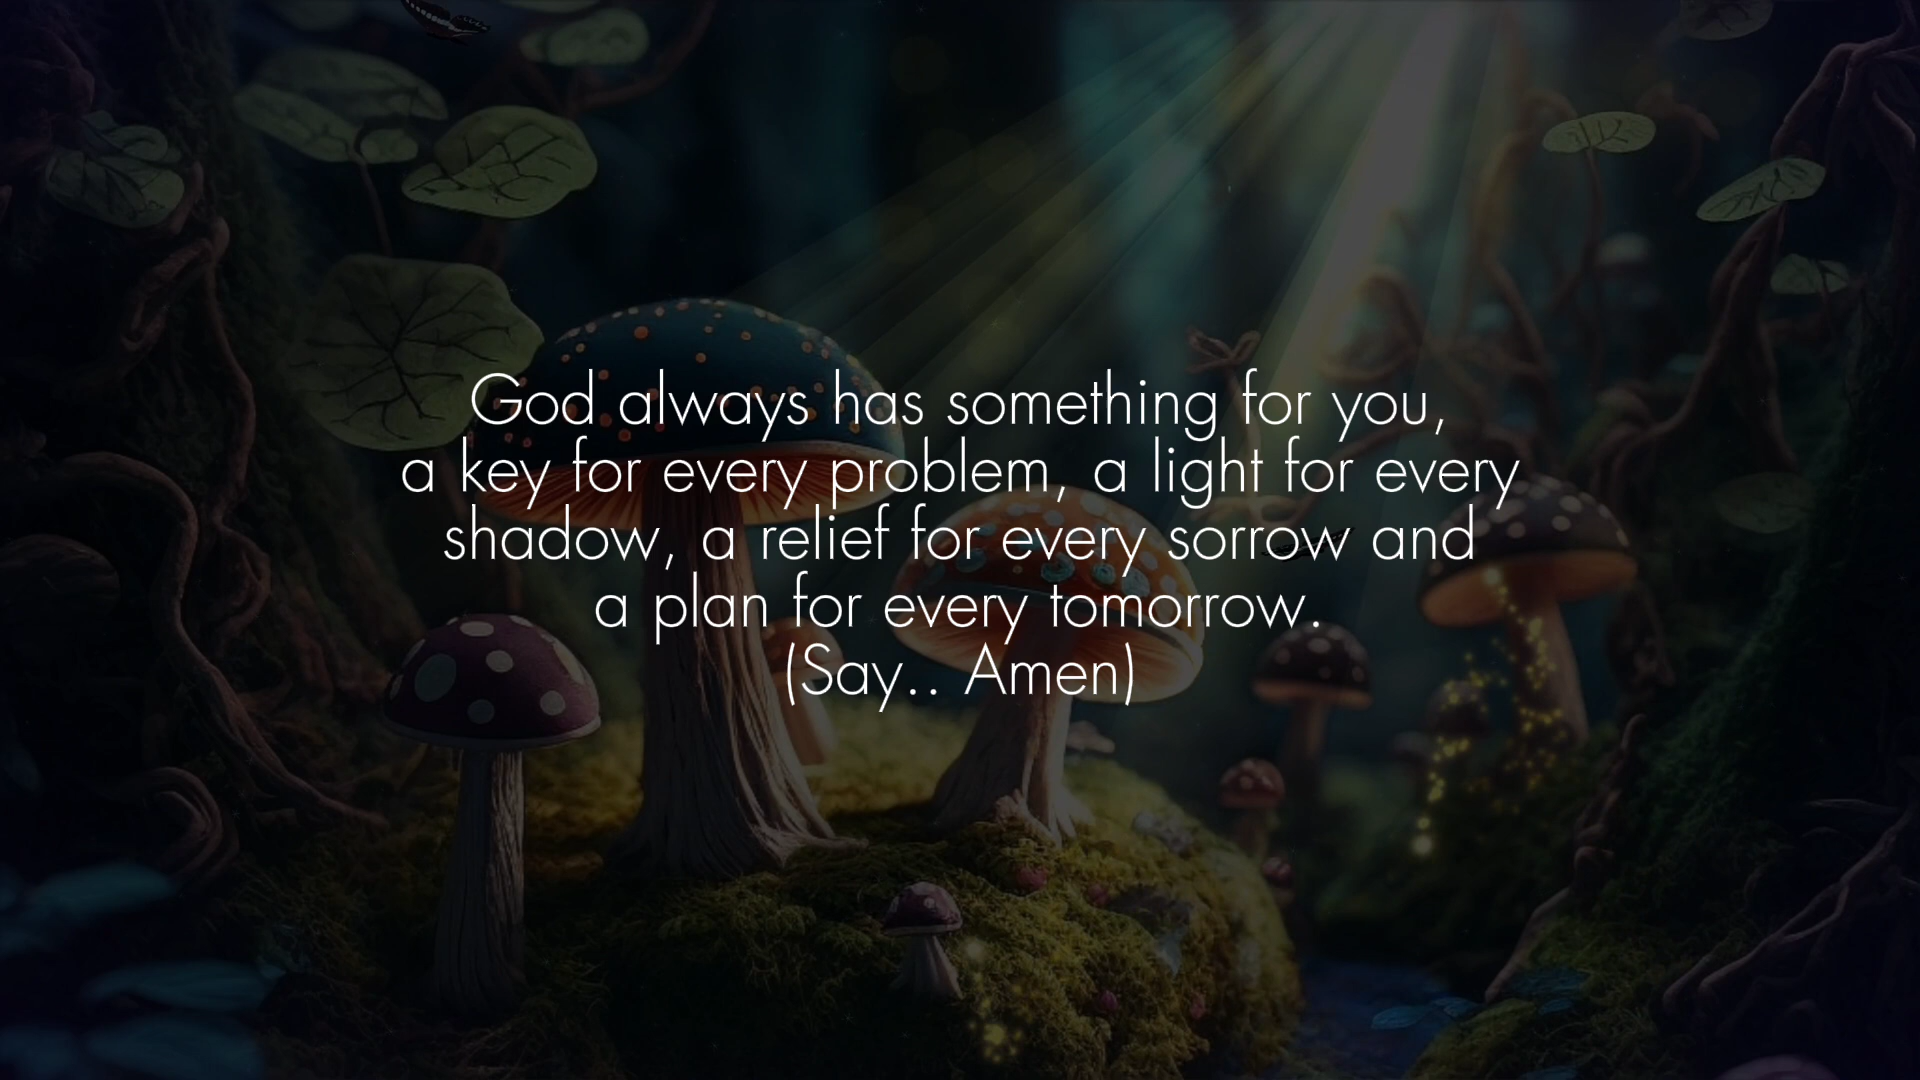 God always has something for you,
a key for every problem, a light for every
shadow, a relief for every sorrow and
a plan for every tomorrow.
(Say.. Amen)